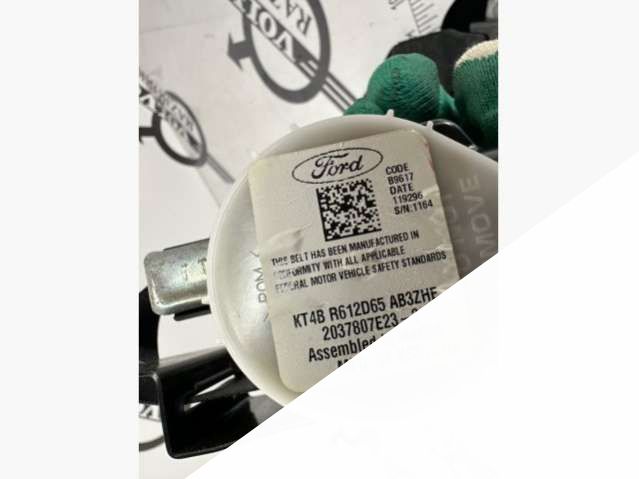 Ford
CODE
B9617
DATE
119296
S/N:1164
THIS BELT HAS BEEN MANUFACTURED IN
CONFORMITY WITH ALL APPLICABLE
FEDERAL MOTOR VEHICLE SAFETY STANDARDS
KT4B R612D65 AB3ZHE
2037807E23-
Assembled
MOVE